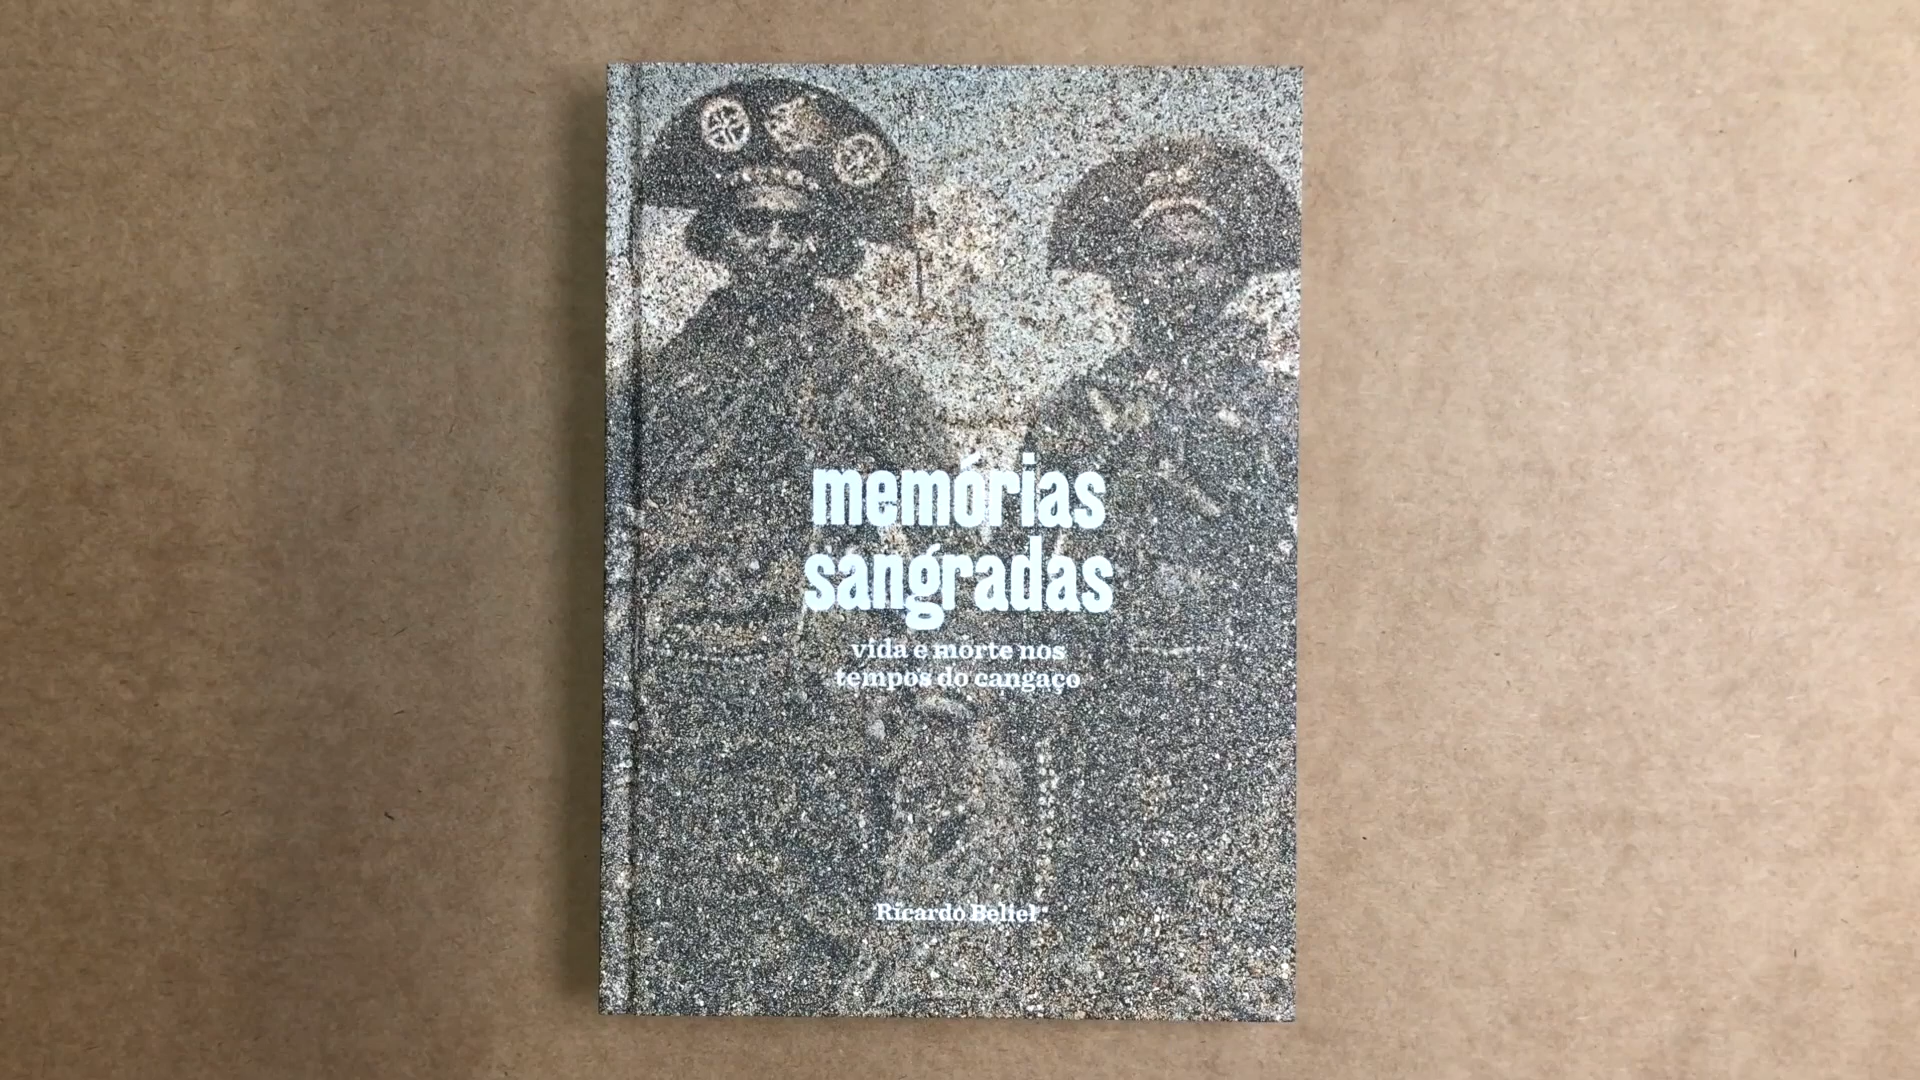 memórias
sangradas
vida e morte nos
tempos do cangaço
Ricardo Beliel